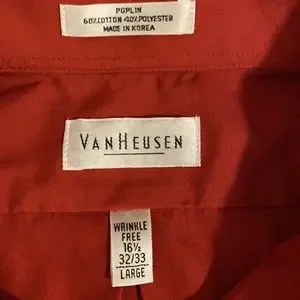 POPLIN
60%COTTON 40%POLYESTER
MADE IN KOREA
VAN HEUSEN
WRINKLE
FREE
16½
32/33
LARGE